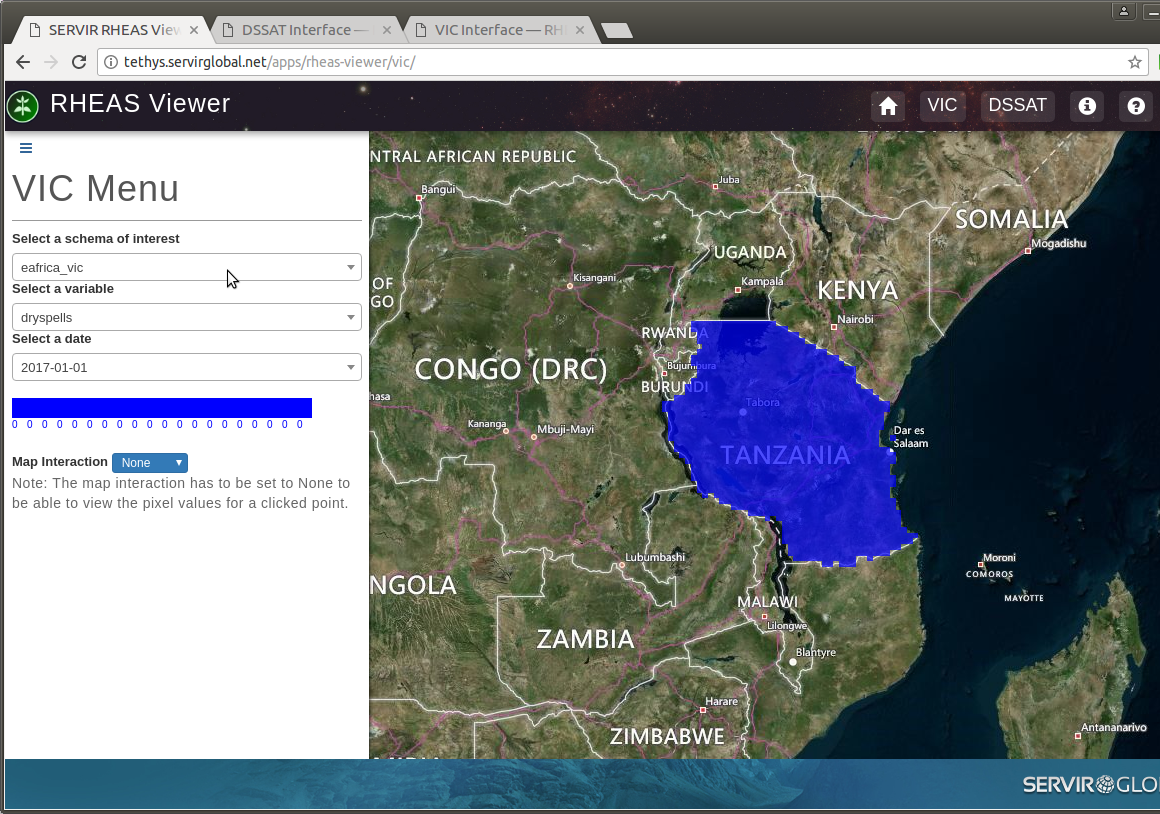 SERVIR RHEAS View
DSSAT Interface —
VIC Interface — RH
tethys.servirglobal.net/apps/rheas-viewer/vic/
RHEAS Viewer
VIC
DSSAT
VIC Menu
Select a schema of interest
eafrica_vic
Select a variable
dryspells
Select a date
2017-01-01
0 0 0 0 0 0 0 0 0 0 0 0 0 0 0 0 0 0 0 0
Map Interaction None
Note: The map interaction has to be set to None to
be able to view the pixel values for a clicked point.
NTRAL AFRICAN REPUBLIC
Bangui
Juba
SOMALIA
Mogadishu
UGANDA
Kampala
Kisangani
OF
GO
KENYA
Nairobi
RWANDA
Bujumbura
BURUNDI
CONGO (DRC)
hasa
Kananga
Mbuji-Mayi
Tabora
TANZANIA
Dar es
Salaam
Lubumbashi
Moroni
COMOROS
MAYOTTE
NGOLA
MALAWI
Lilongwe
ZAMBIA
Blantyre
Harare
ZIMBABWE
Antananarivo
SERVIR GLO